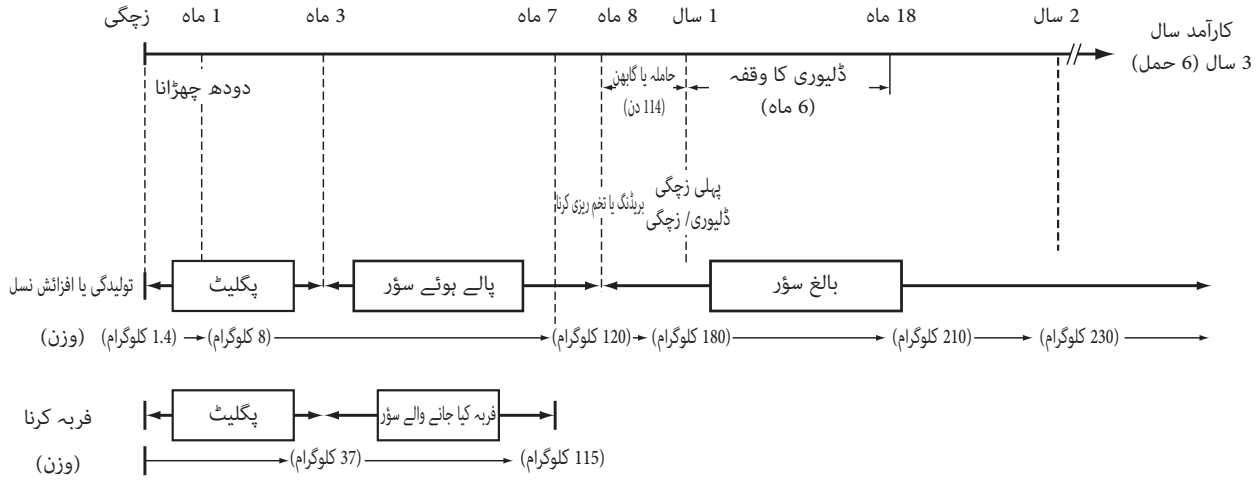 زچگی
1 ماہ
3 ماہ
7 ماہ
8 ماہ
1 سال
18 ماہ
2 سال
کارآمد سال
3 سال (6 حمل)
دودھ چھڑانا
حاملہ یا گابھن
(114 دن)
ڈلیوری کا وقفہ
(6 ماہ)
بریڈنگ یا تخم ریزی کرنا
پہلی زچگی
ڈلیوری/ زچگی
تولیدگی یا افزائش نسل
پگلیٹ
پالے ہوئے سؤر
بالغ سؤر
(وزن)
(1.4 کلوگرام)
(8 کلوگرام)
(120 کلوگرام)
(180 کلوگرام)
(210 کلوگرام)
(230 کلوگرام)
فربہ کرنا
پگلیٹ
فربہ کیا جانے والے سؤر
(وزن)
(37 کلوگرام)
(115 کلوگرام)